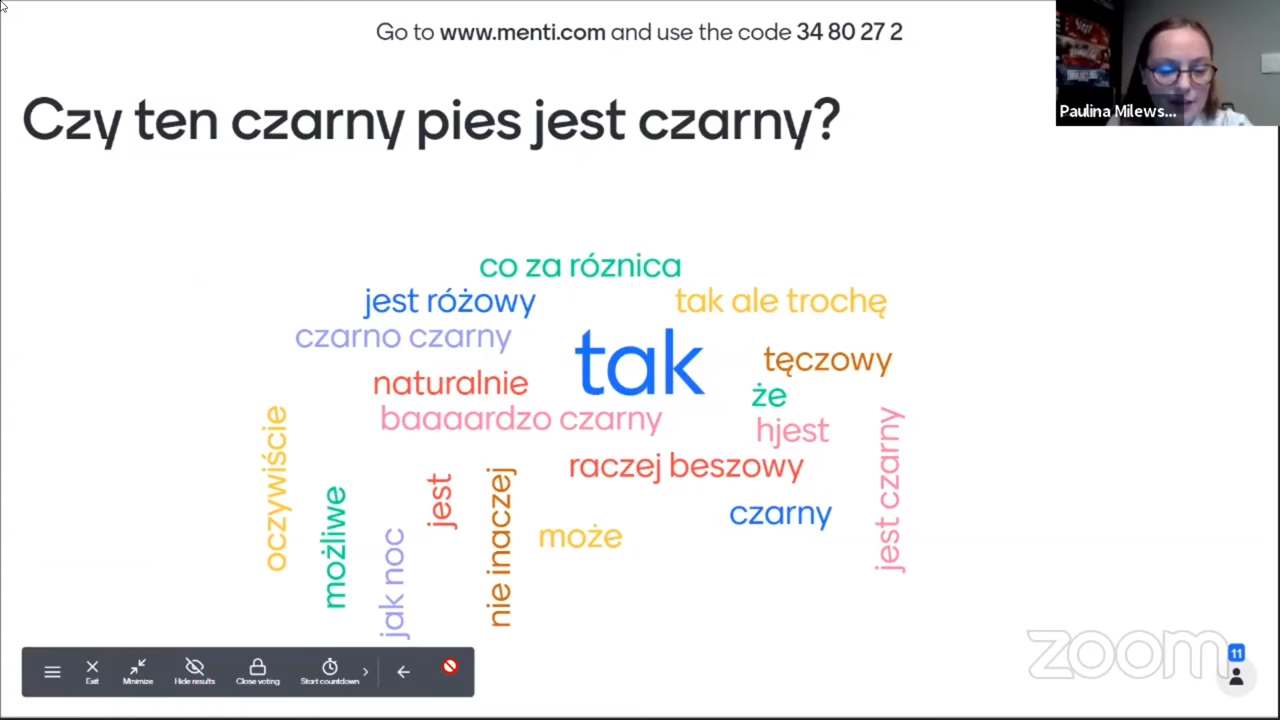 Go to www.menti.com and use the code 34 80 27 2
Paulina Milews...
Czy ten czarny pies jest czarny?
co za róznica
jest różowy
tak ale trochę
czarno czarny
tak
tęczowy
naturalnie
że
baaaardzo czarny
hjest
raczej beszowy
oczywiście
możliwe
jak noc
jest
nie inaczej
może
czarny
jest czarny
Exit
Minimize
Hide results
Close voting
Start countdown
zoom
11